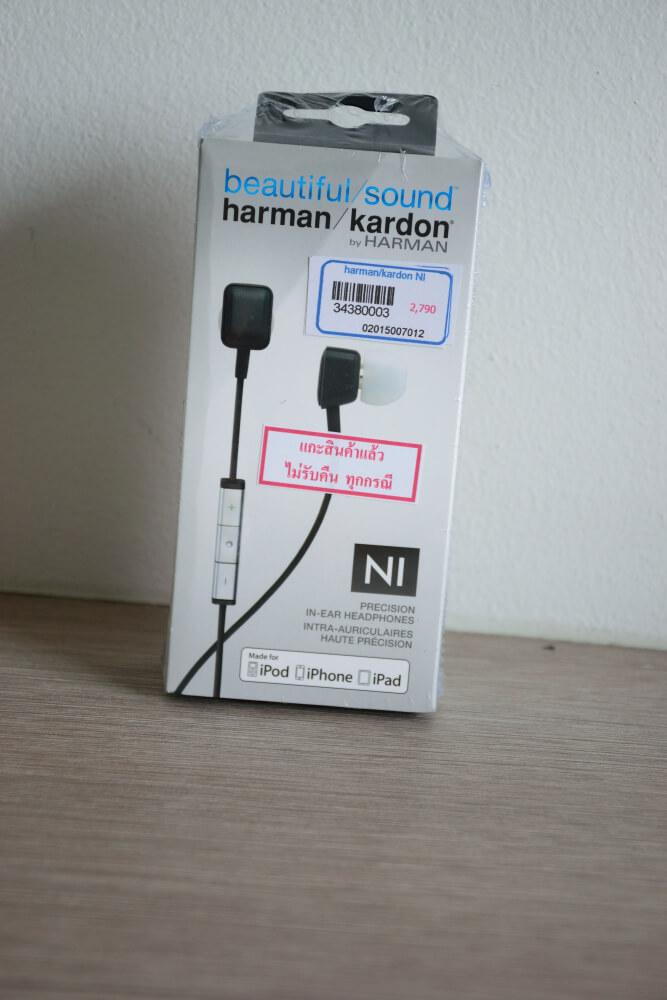 beautiful/sound™
harman/kardon®
by HARMAN
harman/kardon NI
34380003
2,790
02015007012
แกะสินค้าแล้ว
ไม่รับคืน ทุกกรณี
+
-
NI
PRECISION
IN-EAR HEADPHONES
INTRA-AURICULAIRES
HAUTE PRÉCISION
Made for
iPod iPhone iPad